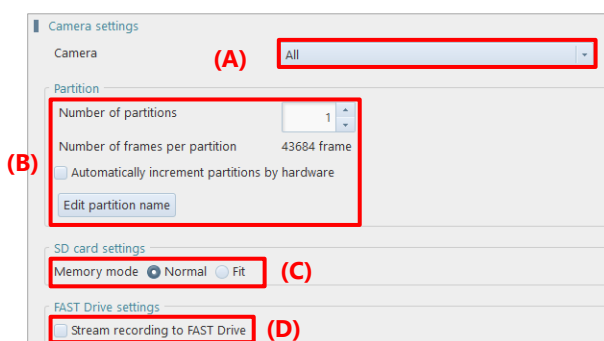 Camera settings
Camera (A) All
Partition
Number of partitions 1
Number of frames per partition 43684 frame
(B)
Automatically increment partitions by hardware
Edit partition name
SD card settings
Memory mode Normal Fit (C)
FAST Drive settings
Stream recording to FAST Drive (D)